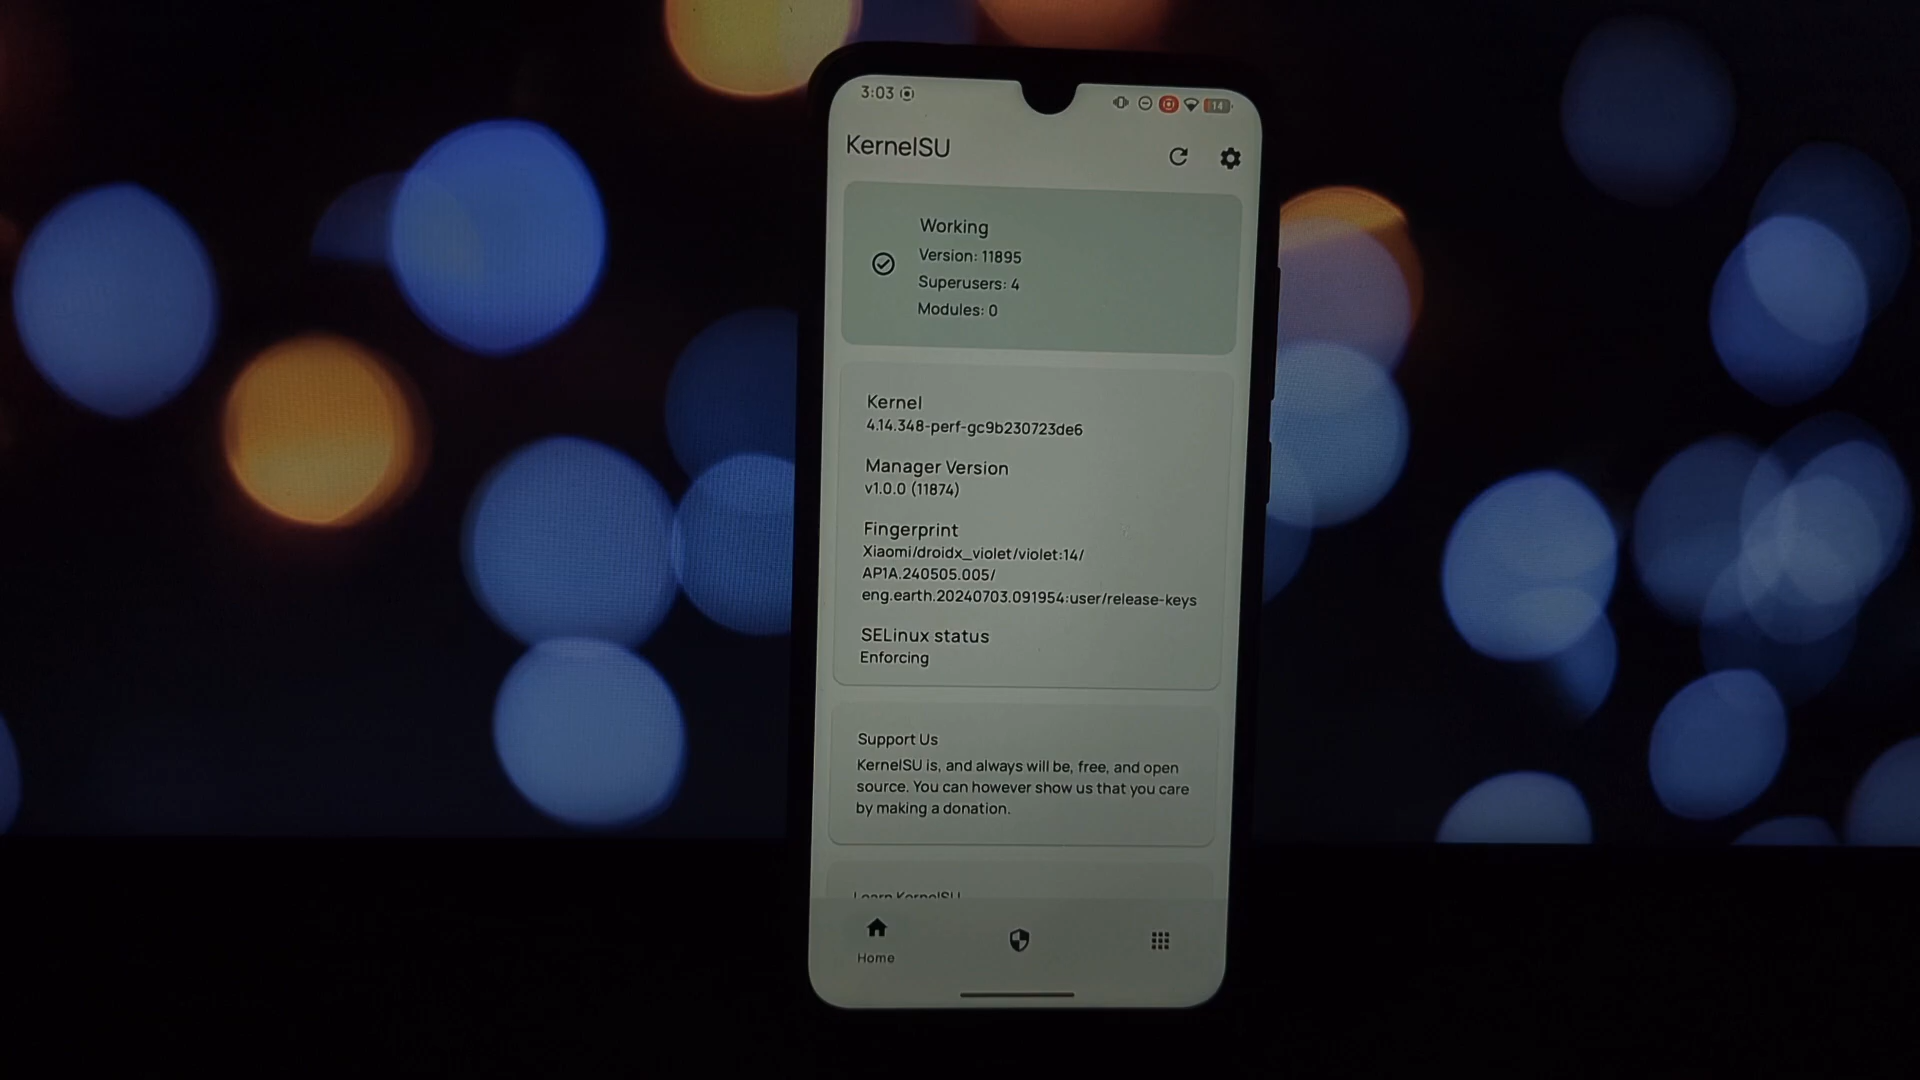 3:03
14
KernelSU
Working
Version: 11895
Superusers: 4
Modules: 0
Kernel
4.14.348-perf-gc9b230723de6
Manager Version
v1.0.0 (11874)
Fingerprint
Xiaomi/droidx_violet/violet:14/
AP1A.240505.005/
eng.earth.20240703.091954:user/release-keys
SELinux status
Enforcing
Support Us
KernelSU is, and always will be, free, and open
source. You can however show us that you care
by making a donation.
Learn KernelSU
Home